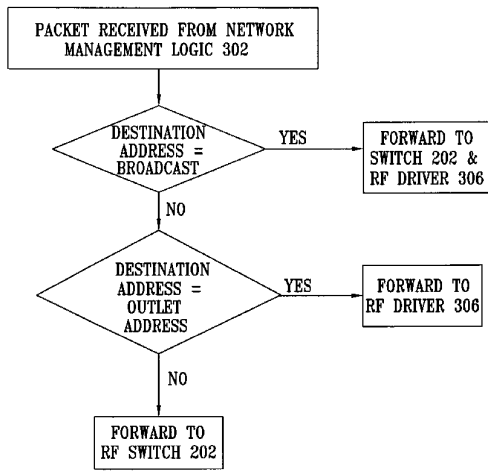 PACKET RECEIVED FROM NETWORK
MANAGEMENT LOGIC 302
DESTINATION
ADDRESS =
BROADCAST
YES
FORWARD TO
SWITCH 202 &
RF DRIVER 306
NO
DESTINATION
ADDRESS =
OUTLET
ADDRESS
YES
FORWARD TO
RF DRIVER 306
NO
FORWARD TO
RF SWITCH 202